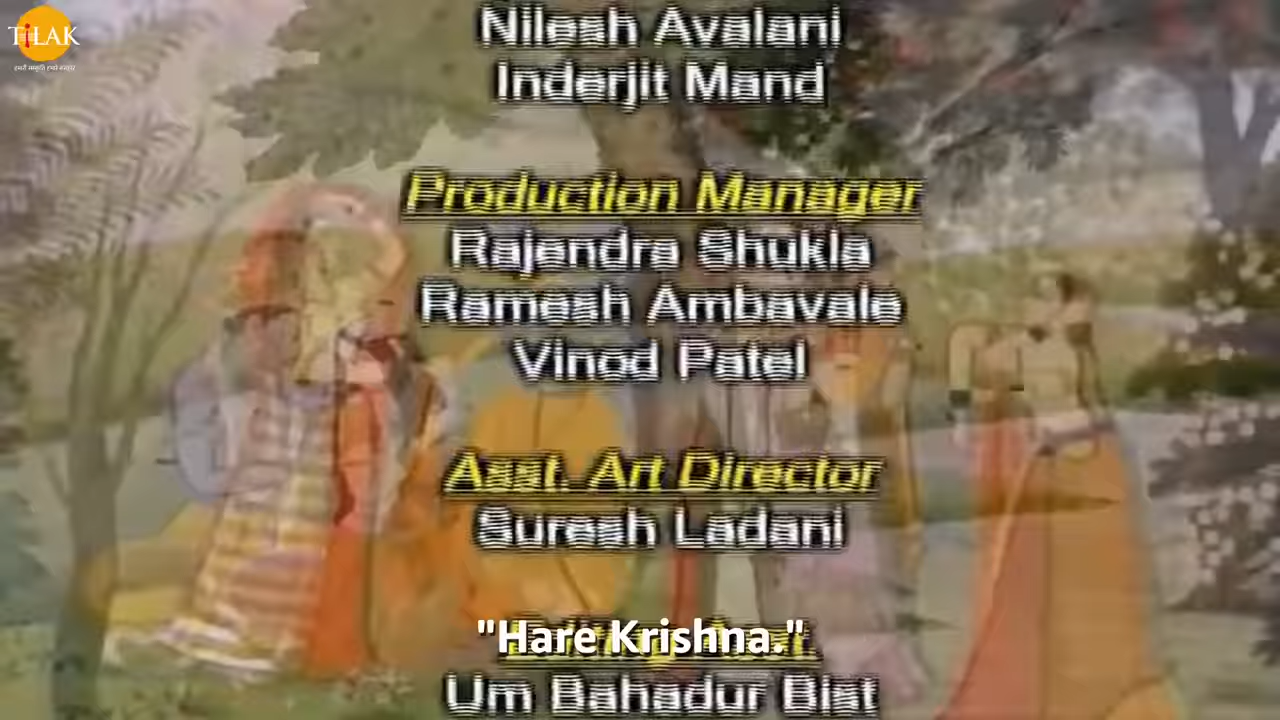 TiLAK
Nilesh Avalani
Inderjit Mand
Production Manager
Rajendra Shukla
Ramesh Ambavale
Vinod Patel
Asst. Art Director
Suresh Ladani
"Hare Krishna."
Um Bahadur Bist